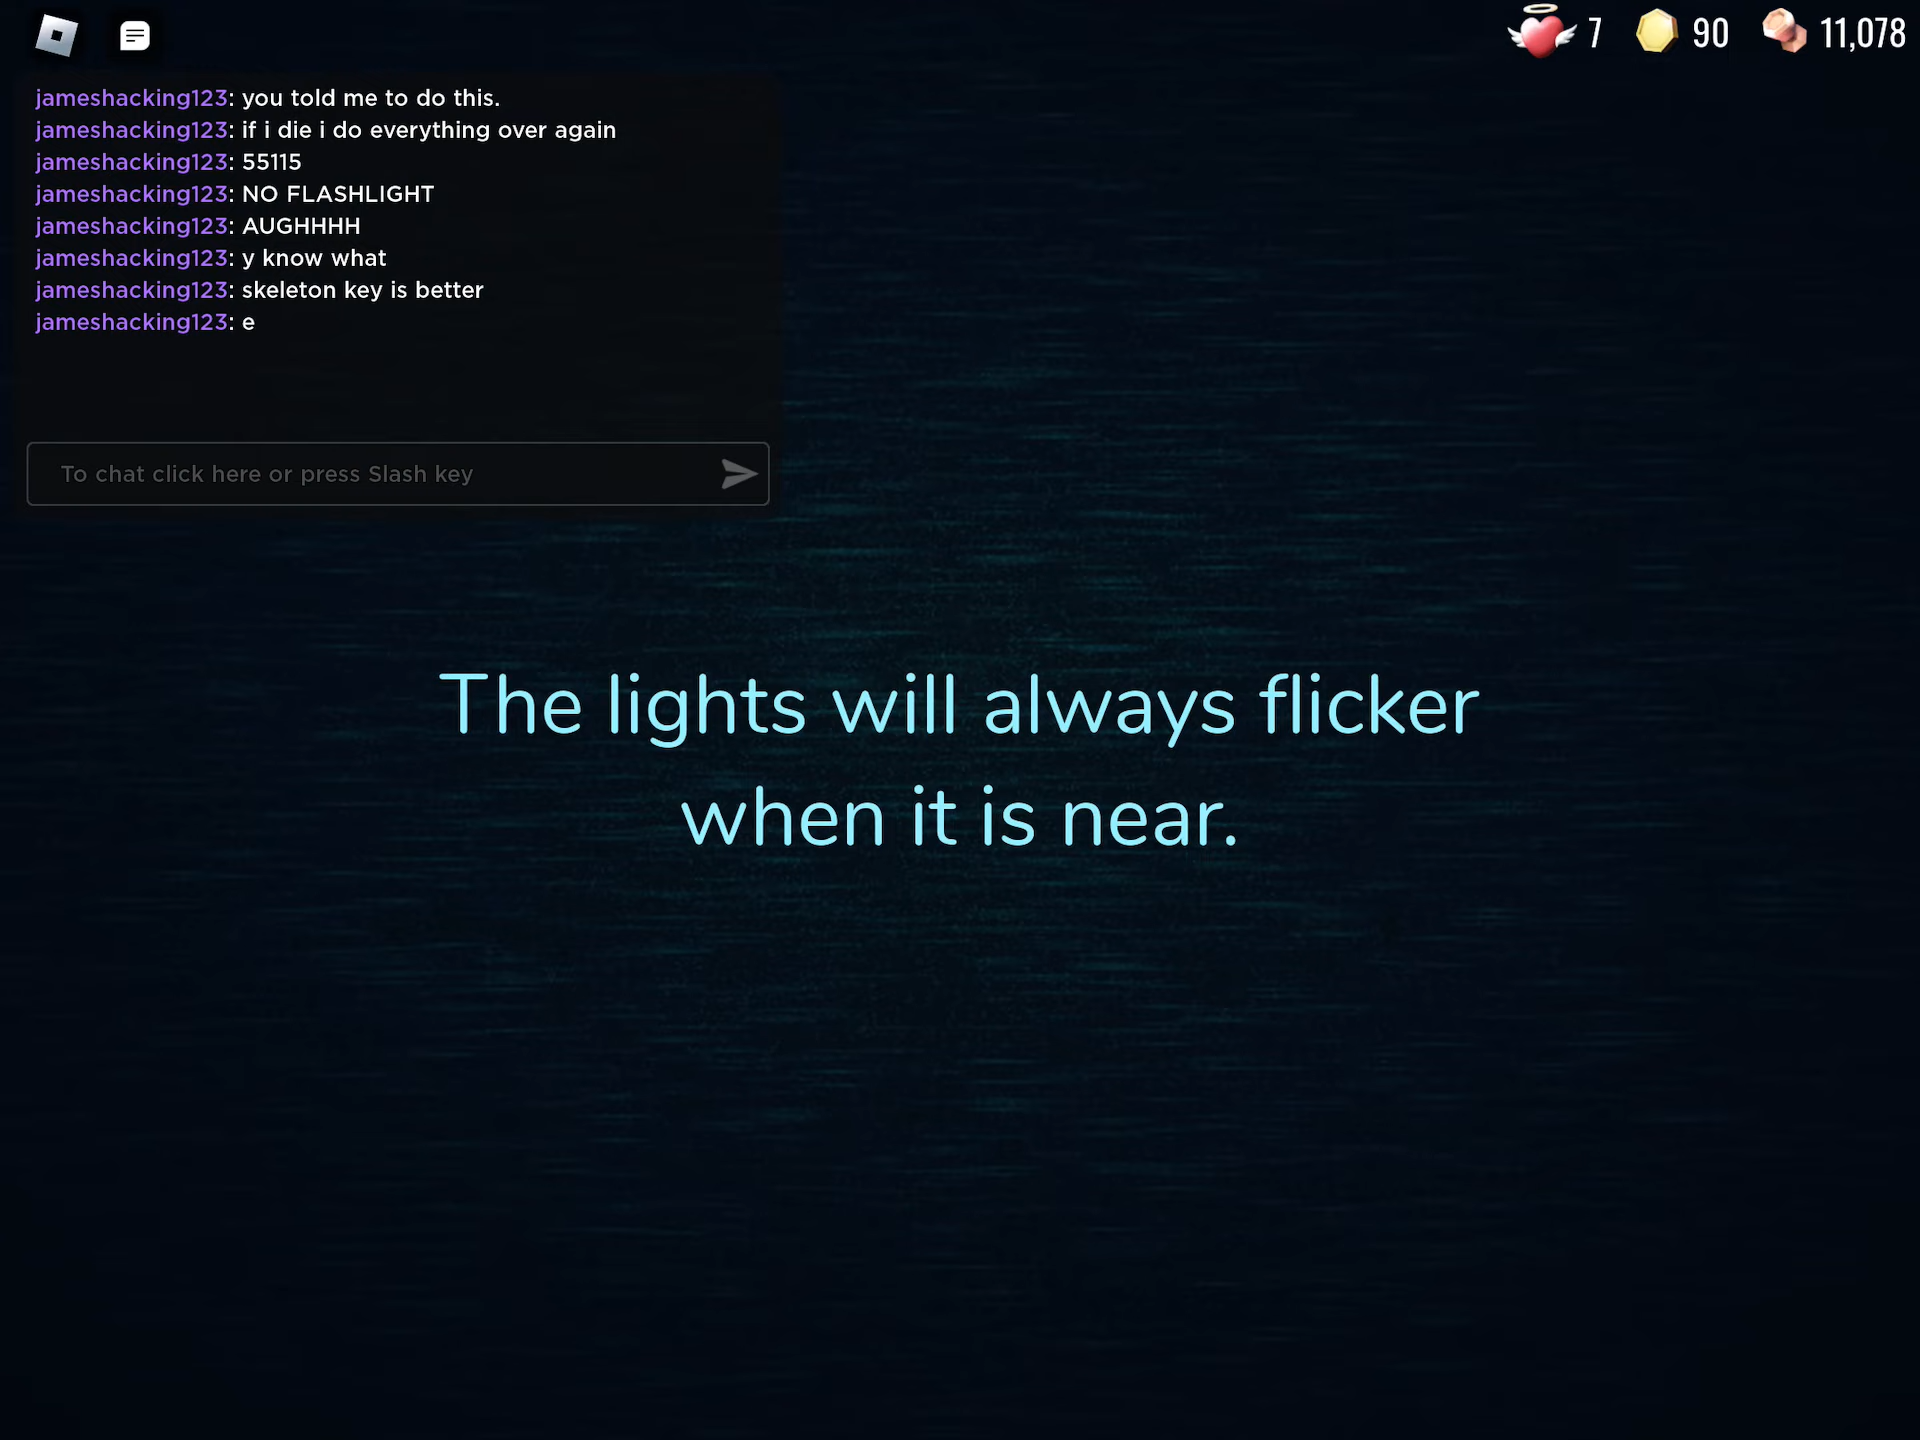 7 90 11,078
jameshacking123: you told me to do this.
jameshacking123: if i die i do everything over again
jameshacking123: 55115
jameshacking123: NO FLASHLIGHT
jameshacking123: AUGHHHH
jameshacking123: y know what
jameshacking123: skeleton key is better
jameshacking123: e
To chat click here or press Slash key
The lights will always flicker
when it is near.